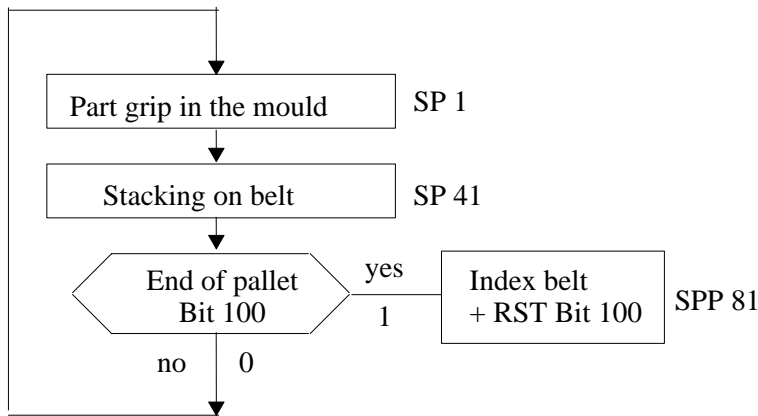 Part grip in the mould
SP 1
Stacking on belt
SP 41
End of pallet
Bit 100
yes
1
Index belt
+ RST Bit 100
SPP 81
no
0